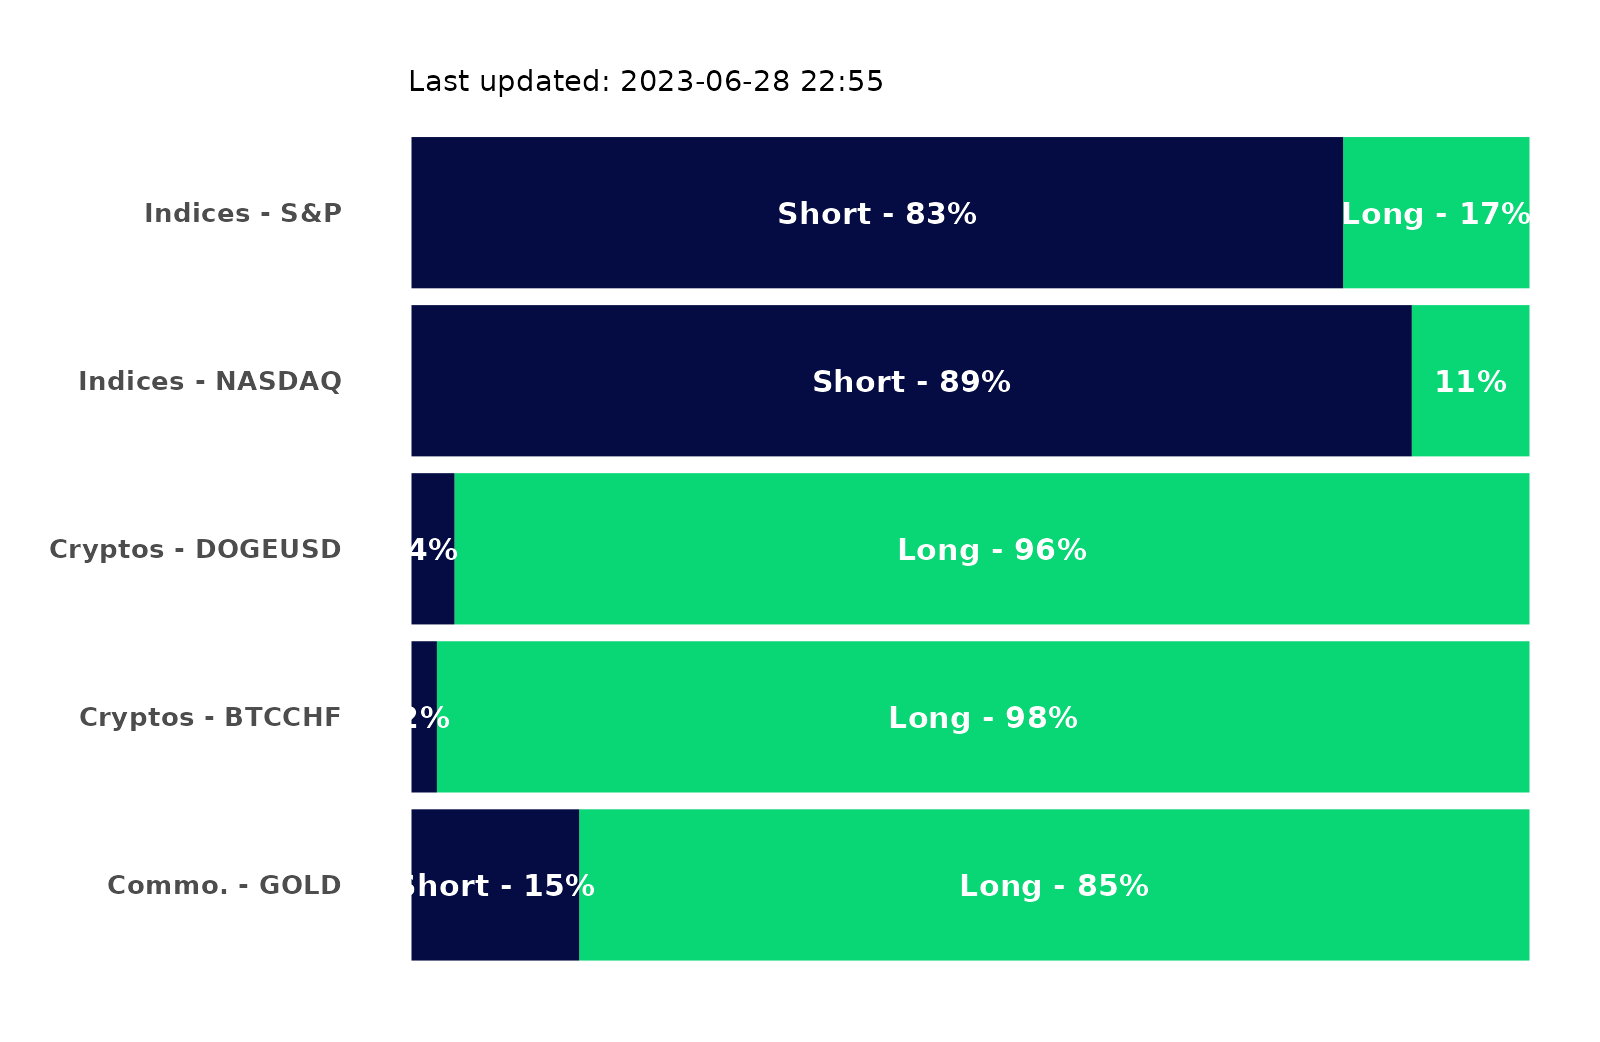 Last updated: 2023-06-28 22:55
Indices - S&P Short - 83% Long - 17%
Indices - NASDAQ Short - 89% 11%
Cryptos - DOGEUSD 4% Long - 96%
Cryptos - BTCCHF 2% Long - 98%
Commo. - GOLD Short - 15% Long - 85%